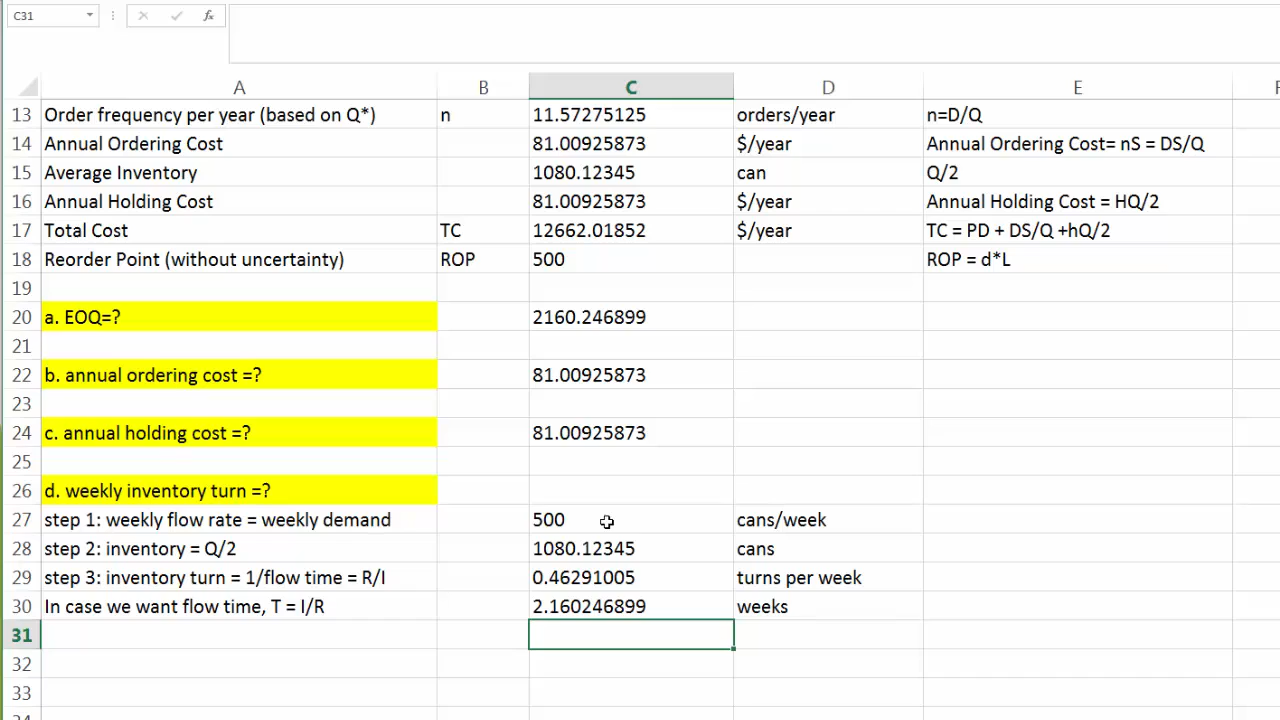 C31 fx
A B C D E F
13 Order frequency per year (based on Q*) n 11.57275125 orders/year n=D/Q
14 Annual Ordering Cost 81.00925873 $/year Annual Ordering Cost= nS = DS/Q
15 Average Inventory 1080.12345 can Q/2
16 Annual Holding Cost 81.00925873 $/year Annual Holding Cost = HQ/2
17 Total Cost TC 12662.01852 $/year TC = PD + DS/Q +hQ/2
18 Reorder Point (without uncertainty) ROP 500 ROP = d*L
19
20 a. EOQ=? 2160.246899
21
22 b. annual ordering cost =? 81.00925873
23
24 c. annual holding cost =? 81.00925873
25
26 d. weekly inventory turn =?
27 step 1: weekly flow rate = weekly demand 500 cans/week
28 step 2: inventory = Q/2 1080.12345 cans
29 step 3: inventory turn = 1/flow time = R/I 0.46291005 turns per week
30 In case we want flow time, T = I/R 2.160246899 weeks
31
32
33
34